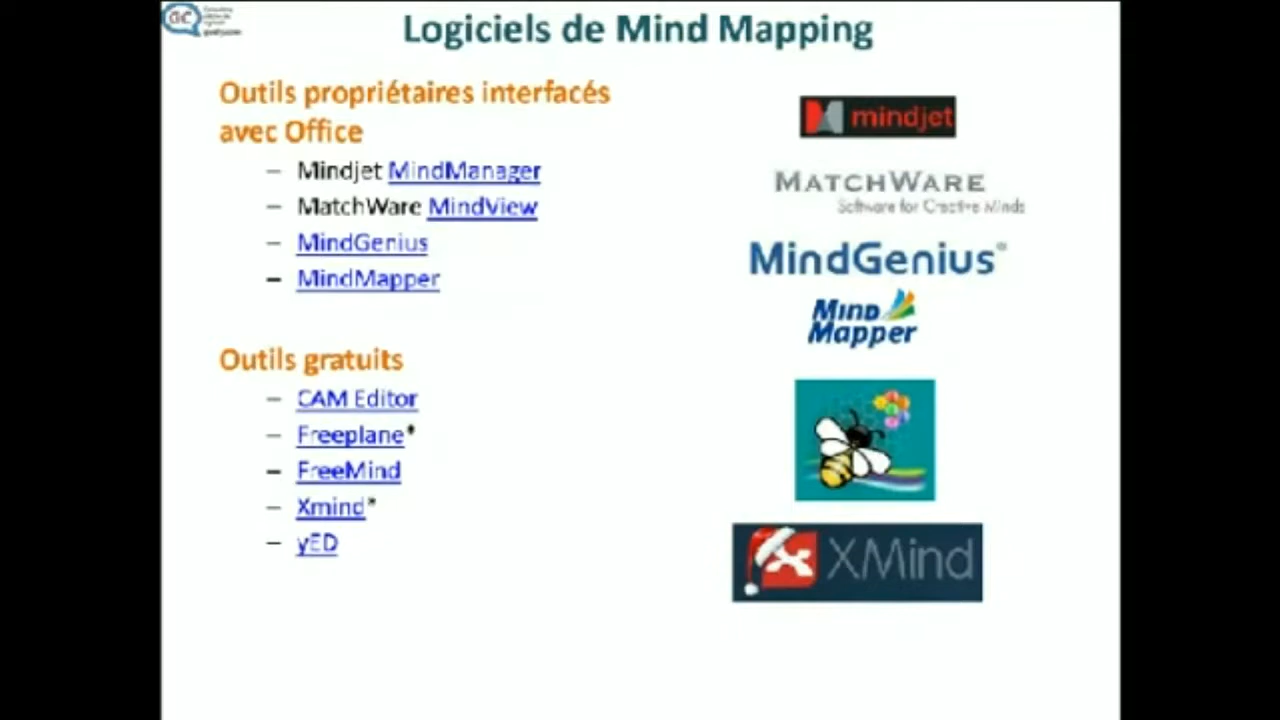 Logiciels de Mind Mapping
Outils propriétaires interfacés
avec Office
– Mindjet MindManager
– MatchWare MindView
– MindGenius
– MindMapper
Outils gratuits
– CAM Editor
– Freeplane*
– FreeMind
– Xmind*
– yED
mindjet
MATCHWARE
Software for Creative Minds
MindGenius®
MIND
MAPPER
XMind